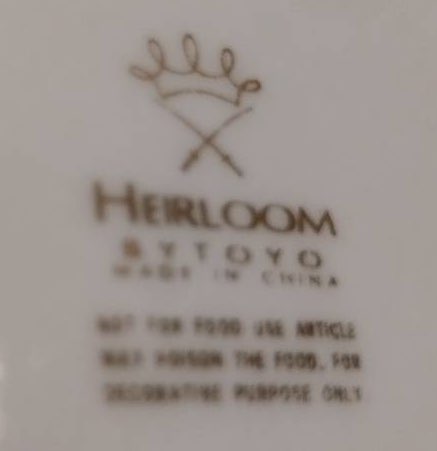 HEIRLOOM
BY TOYO
MADE IN CHINA
NOT FOR FOOD USE ARTICLE
MAY POISON THE FOOD. FOR
DECORATIVE PURPOSE ONLY